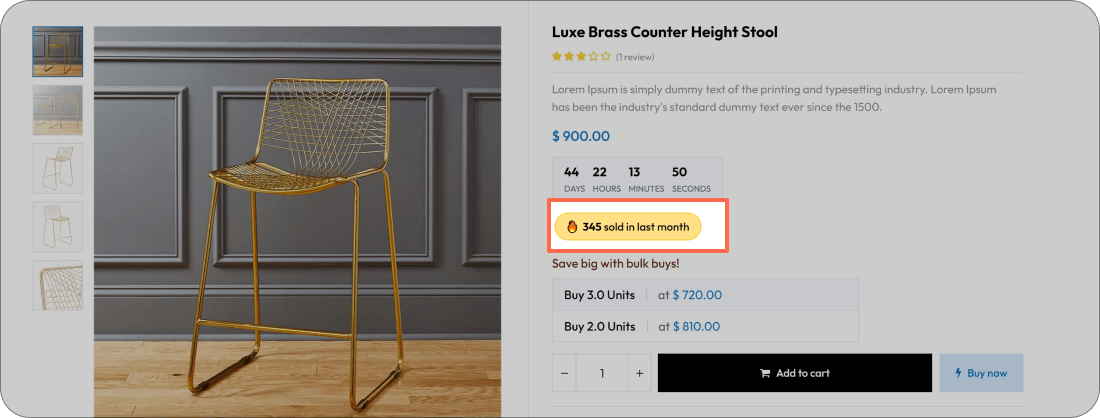 Luxe Brass Counter Height Stool
(1 review)
Lorem Ipsum is simply dummy text of the printing and typesetting industry. Lorem Ipsum
has been the industry's standard dummy text ever since the 1500.
$ 900.00
44 22 13 50
DAYS HOURS MINUTES SECONDS
345 sold in last month
Save big with bulk buys!
Buy 3.0 Units at $ 720.00
Buy 2.0 Units at $ 810.00
− 1 + Add to cart Buy now